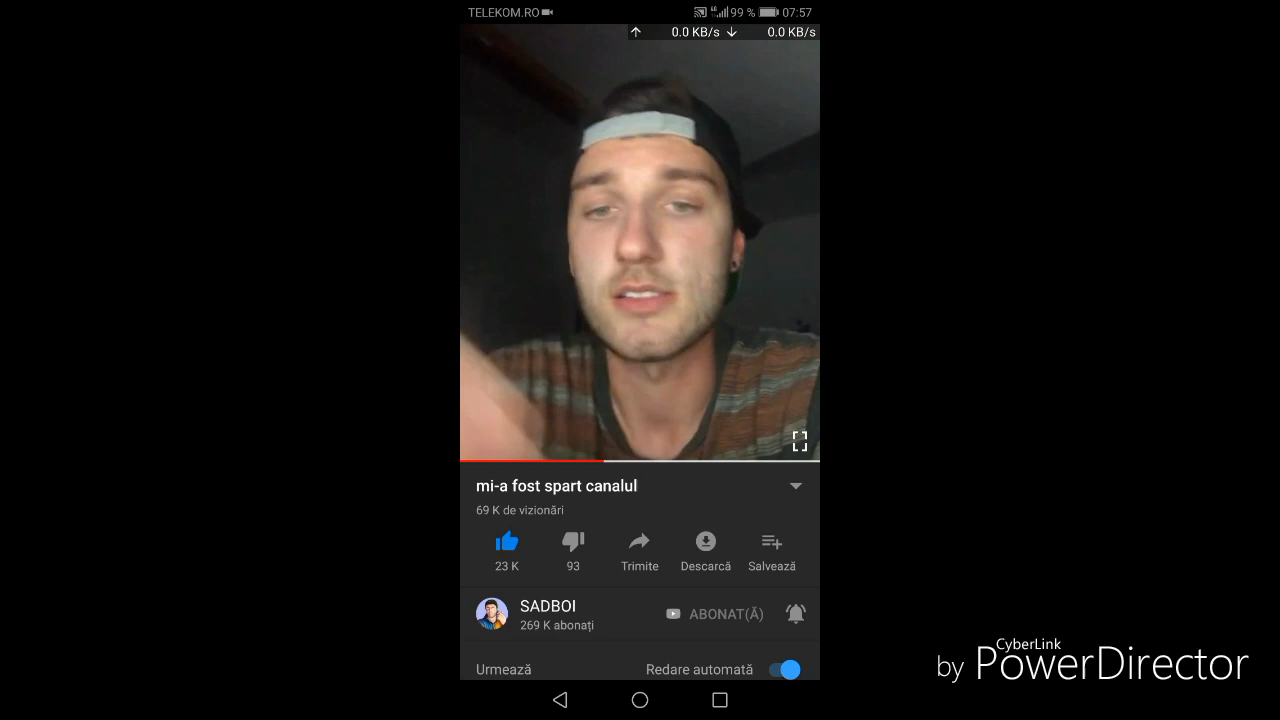 TELEKOM.RO 4G 99 % 07:57
0.0 KB/s 0.0 KB/s
mi-a fost spart canalul
69 K de vizionări
23 K 93 Trimite Descarcă Salvează
SADBOI
269 K abonați
ABONAT(Ă)
Urmează Redare automată
CyberLink
by PowerDirector